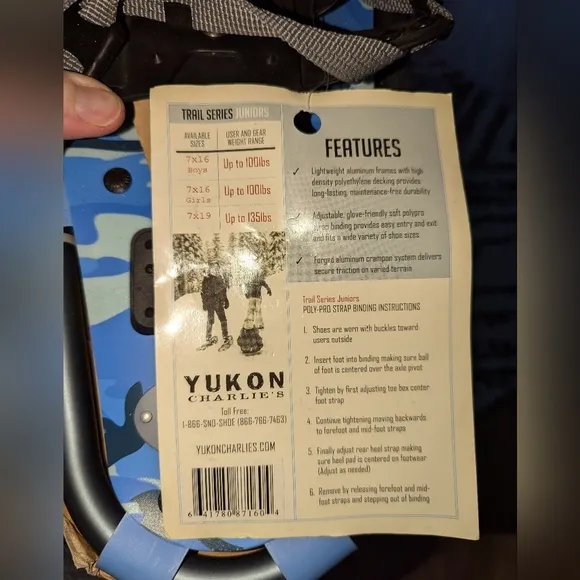 TRAIL SERIES JUNIORS
AVAILABLE SIZES
USER AND GEAR WEIGHT RANGE
7x16 Boys
Up to 100lbs
7x16 Girls
Up to 100lbs
7x19
Up to 135lbs
YUKON
CHARLIE'S
Toll Free:
1-866-SNO-SHOE (866-766-7463)
YUKONCHARLIES.COM
6 41780 87160 4
FEATURES
✓ Lightweight aluminum frames with high
density polyethylene decking provides
long-lasting, maintenance-free durability
✓ Adjustable, glove-friendly soft polypro
strap binding provides easy entry and exit
and fits a wide variety of shoe sizes
✓ Forged aluminum crampon system delivers
secure traction on varied terrain
Trail Series Juniors
POLY-PRO STRAP BINDING INSTRUCTIONS
1. Shoes are worn with buckles toward
users outside
2. Insert foot into binding making sure ball
of foot is centered over the axle pivot
3. Tighten by first adjusting toe box center
foot strap
4. Continue tightening moving backwards
to forefoot and mid-foot straps
5. Finally adjust rear heel strap making
sure heel pad is centered on footwear
(Adjust as needed)
6. Remove by releasing forefoot and mid-
foot straps and stepping out of binding